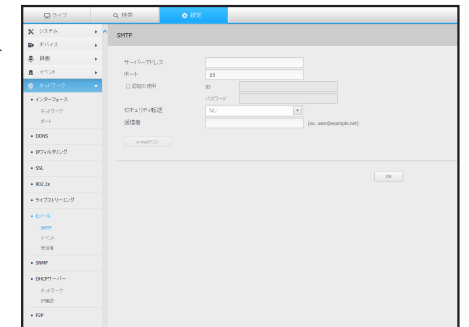 ライブ
検索
設定
システム
デバイス
録画
イベント
ネットワーク
• インターフェース
ネットワーク
ポート
• DDNS
• IPフィルタリング
• SSL
• 802.1x
• ライブストリーミング
• Eメール
SMTP
イベント
受信者
• SNMP
• DHCPサーバー
ネットワーク
IP確認
• P2P
SMTP
サーバーアドレス
ポート
25
認証の使用
ID
パスワード
セキュリティ転送
なし
送信者
(ex. user@example.net)
emailテスト
OK